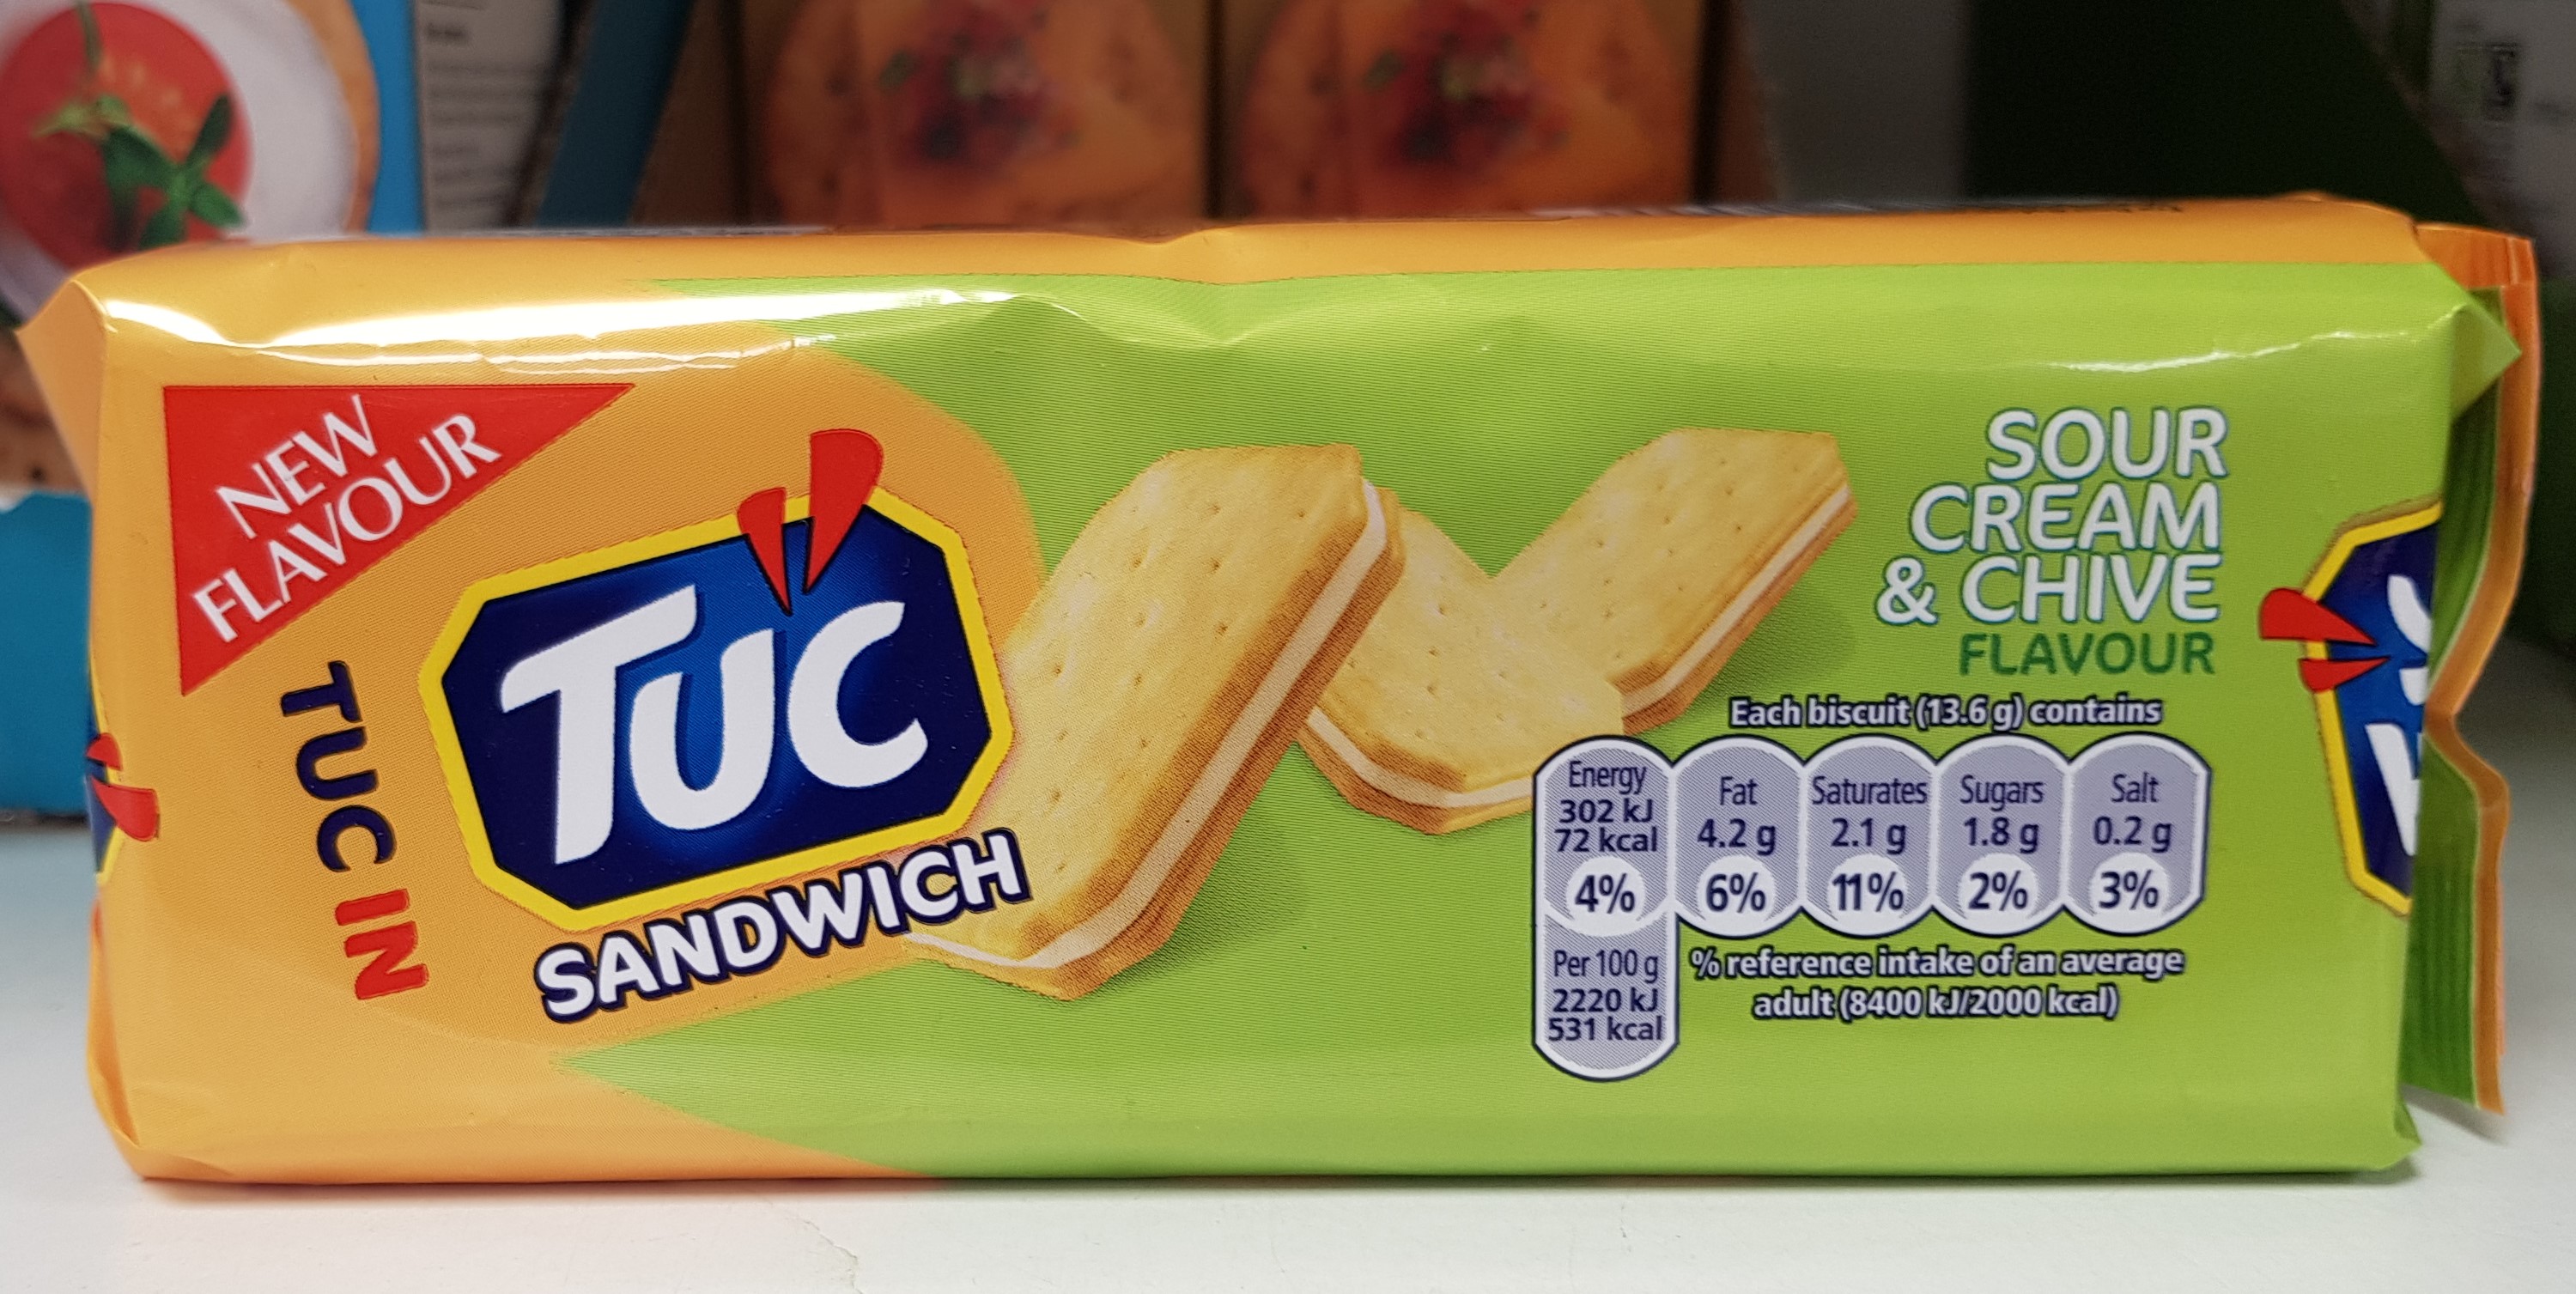 NEW
FLAVOUR
TUC IN
TUC
SANDWICH
SOUR
CREAM
& CHIVE
FLAVOUR
Each biscuit (13.6 g) contains
Energy
302 kJ
72 kcal
4%
Fat
4.2 g
6%
Saturates
2.1 g
11%
Sugars
1.8 g
2%
Salt
0.2 g
3%
Per 100 g
2220 kJ
531 kcal
% reference intake of an average
adult (8400 kJ/2000 kcal)